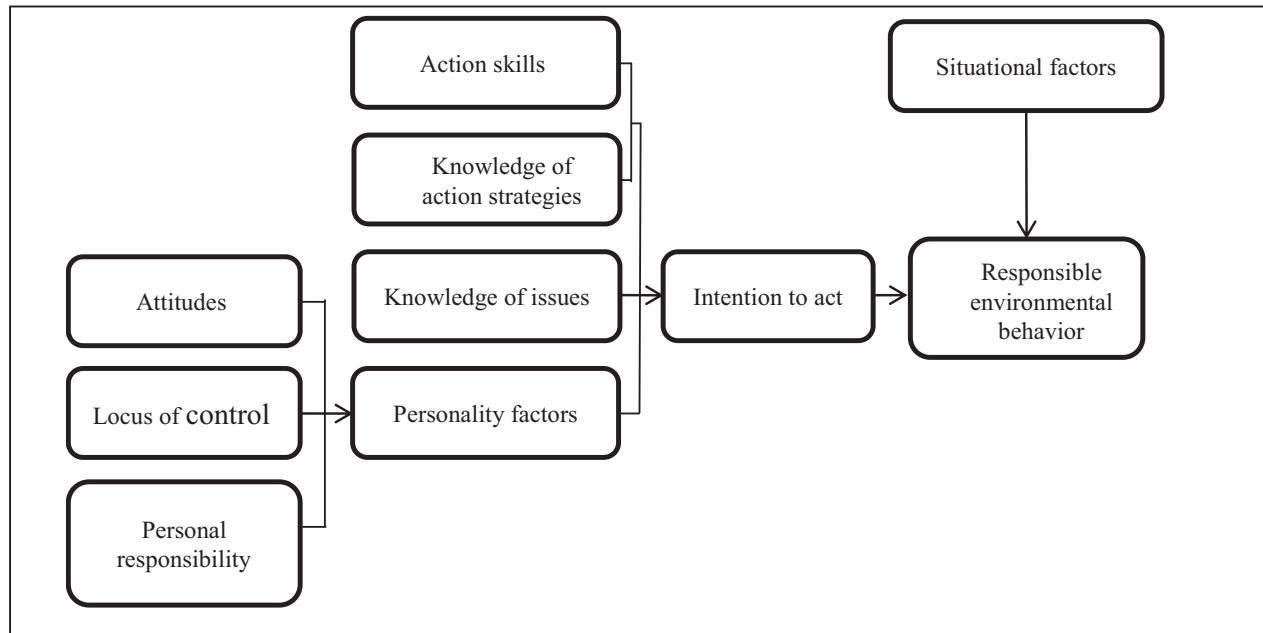 Action skills
Situational factors
Knowledge of
action strategies
Attitudes
Knowledge of issues
Intention to act
Responsible
environmental
behavior
Locus of control
Personality factors
Personal
responsibility